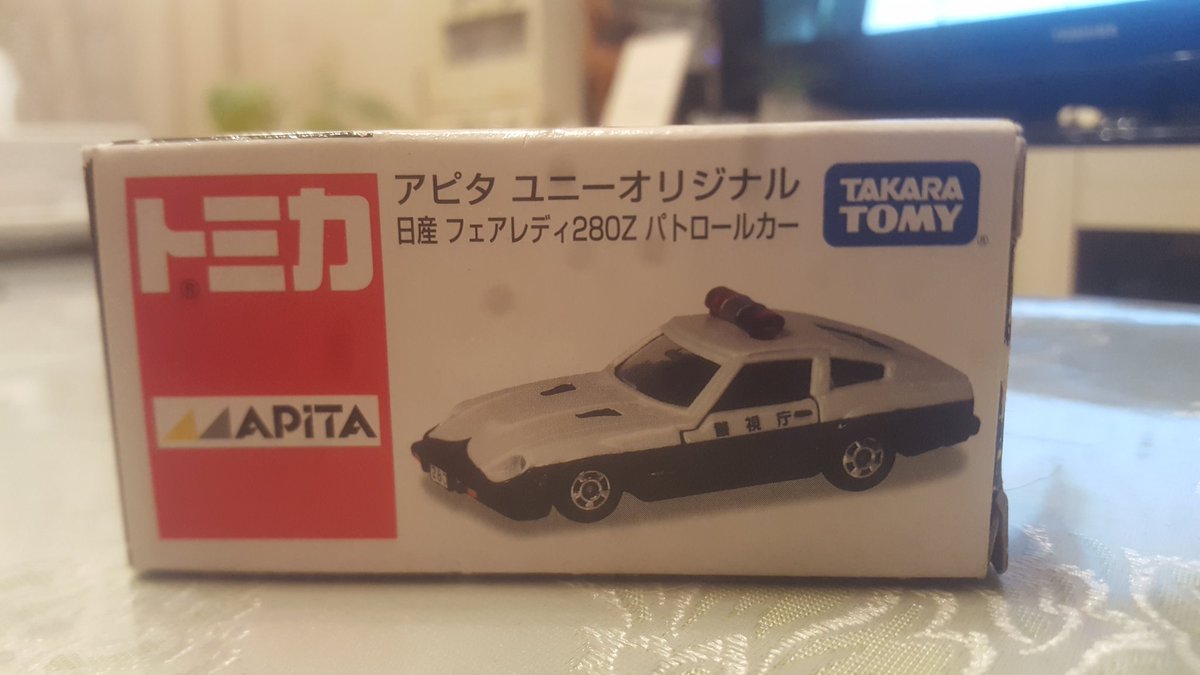 トミカ
®
APiTA
アピタ ユニーオリジナル
日産 フェアレディ280Z パトロールカー
TAKARA
TOMY
®
警視庁